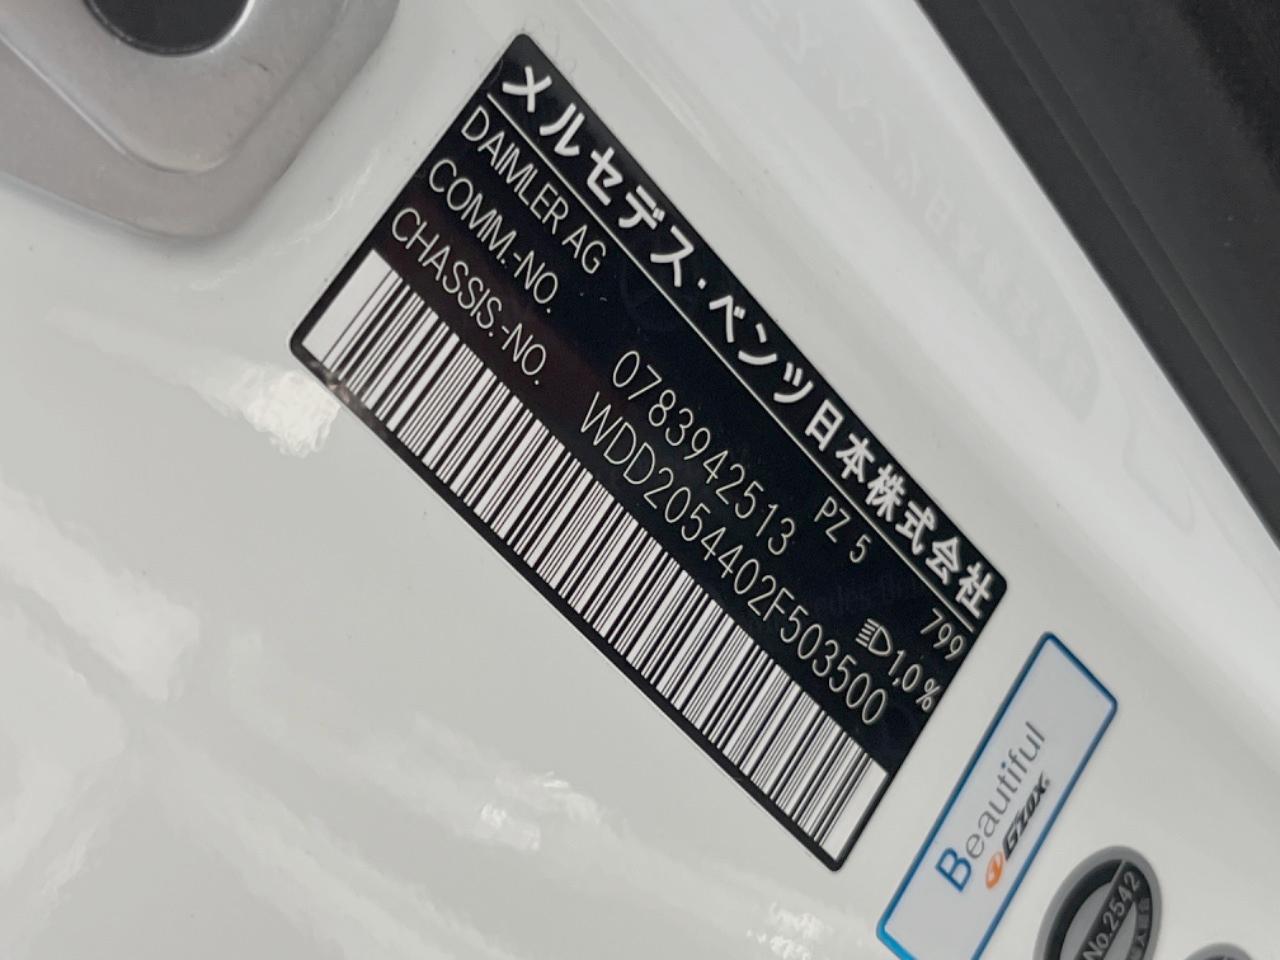 メルセデス・ベンツ日本株式会社
DAIMLER AG
COMM.-NO. 0783942513 PZ 5 799
CHASSIS.-NO. WDD2054402F503500 1,0 %
Beautiful
G'ZOX
No.2542